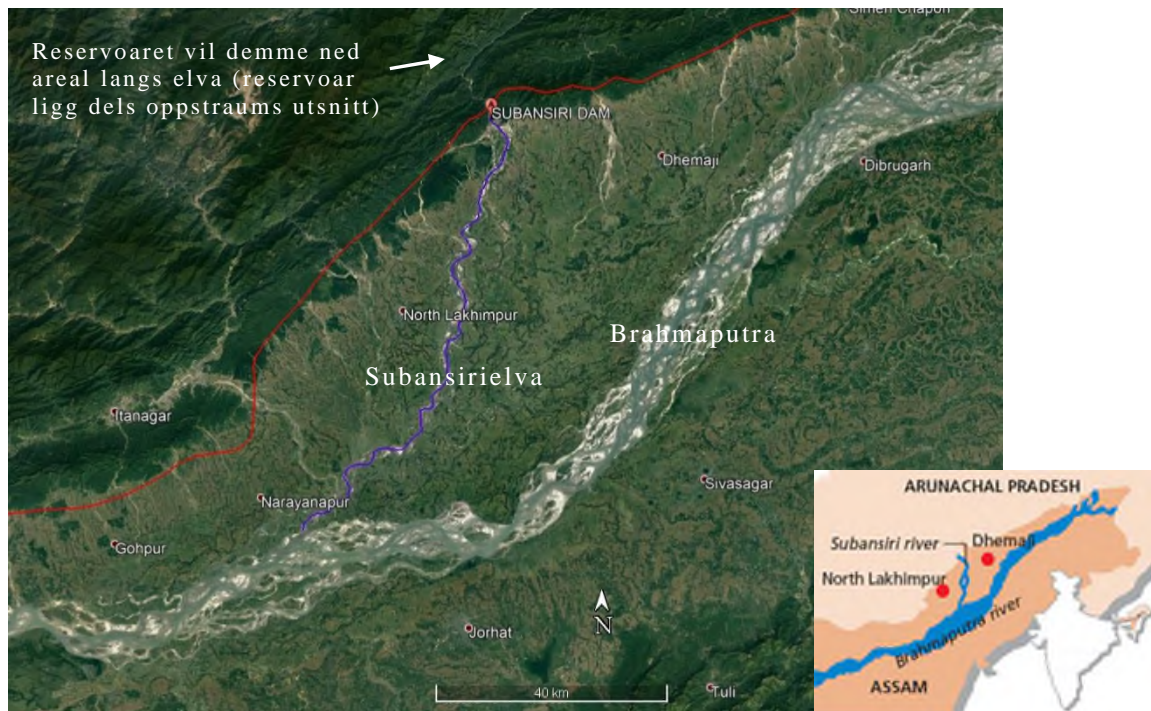 Simen Chapori
Reservoaret vil demme ned
areal langs elva (reservoar
ligg dels oppstraums utsnitt)
SUBANSIRI DAM
Dhemaji
Dibrugarh
North Lakhimpur
Brahmaputra
Subansirielva
Itanagar
Narayanapur
Sivasagar
Gohpur
N
Jorhat
40 km
Tuli
ARUNACHAL PRADESH
Subansiri river
Dhemaji
North Lakhimpur
Brahmaputra river
ASSAM